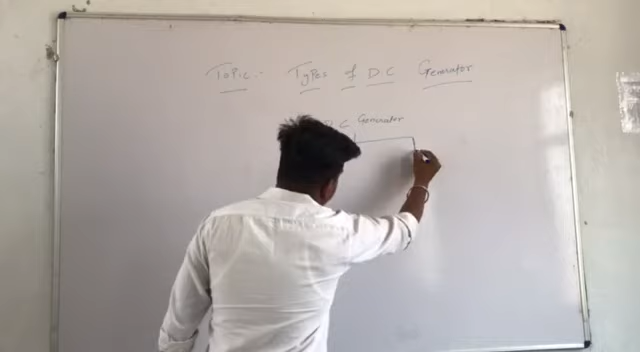 Topic:- Types of DC Generator
D.C Generator